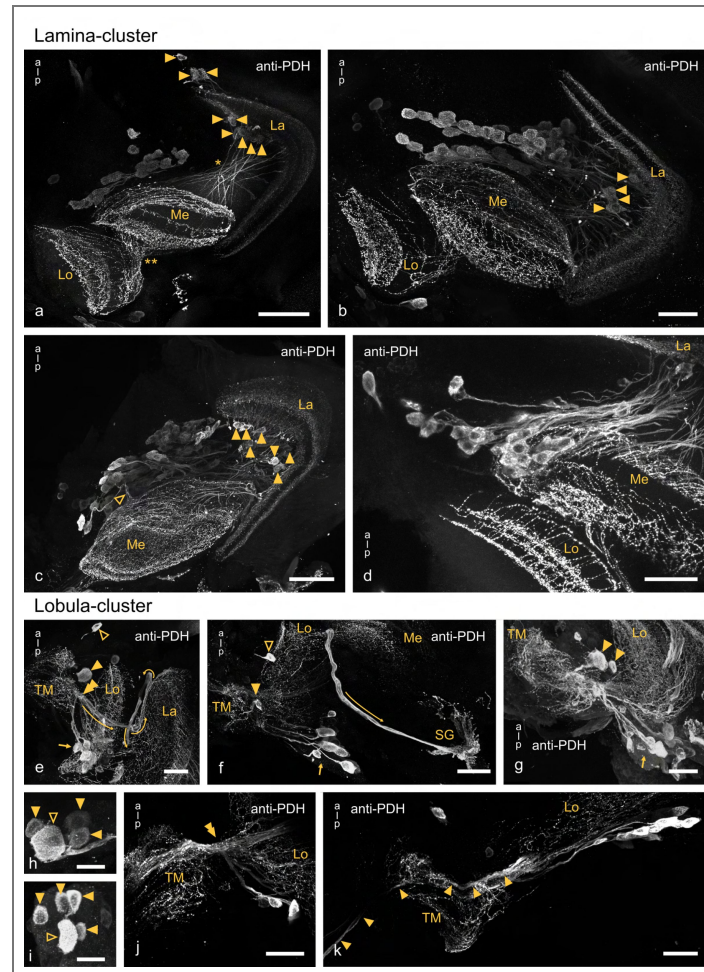 Lamina-cluster
a
p
anti-PDH
La
*
Me
Lo
**
a
a
p
anti-PDH
La
Me
Lo
b
a
p
anti-PDH
La
Me
c
anti-PDH
La
Me
Lo
a
p
d
Lobula-cluster
a
p
anti-PDH
TM
Lo
La
e
a
p
Lo
Me
anti-PDH
TM
SG
f
TM
Lo
a
p
anti-PDH
g
h
i
a
p
anti-PDH
Lo
TM
j
a
p
anti-PDH
Lo
TM
k